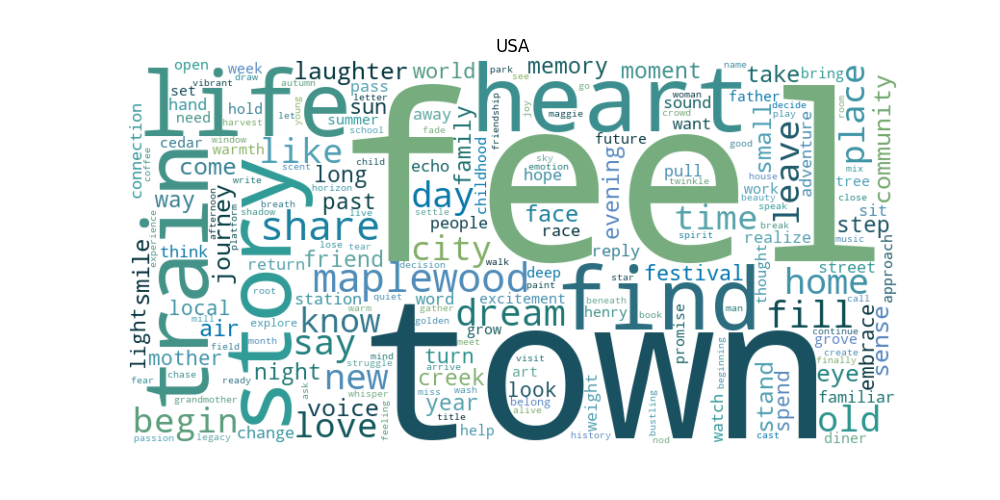 USA
feel
town
life
heart
train
story
find
share
like
maplewood
city
day
dream
home
fill
time
place
leave
love
say
know
new
begin
old
friend
past
long
come
way
journey
laughter
world
memory
moment
take
bring
open
week
draw
vibrant
autumn
set
hand
need
hold
young
harvest
let
pass
letter
sun
summer
school
away
fade
family
childhood
friendship
park
see
joy
maggie
go
woman
sound
crowd
want
name
father
decide
play
room
small
adventure
community
connection
coffee
cedar
window
warmth
scent
child
echo
write
horizon
afternoon
platform
shadow
breath
live
settle
people
sky
emotion
hope
future
evening
face
race
pull
twinkle
good
house
work
beauty
speak
break
spirit
realize
mix
tree
close
sit
step
music
experience
smile
light
think
return
lose
tear
decision
walk
reply
deep
festival
thought
street
call
approach
root
station
quiet
word
excitement
paint
star
beneath
henry
book
man
promise
local
mill
explore
air
field
month
warm
gather
golden
grow
meet
continue
grove
create
finally
sense
embrace
mother
chase
fear
ready
grandmother
night
mind
struggle
ask
whisper
turn
arrive
creek
miss
wash
visit
art
look
belong
alive
weight
watch
beginning
stand
spend
eye
familiar
diner
passion
legacy
change
voice
feeling
year
title
help
history
bustling
nod
cast